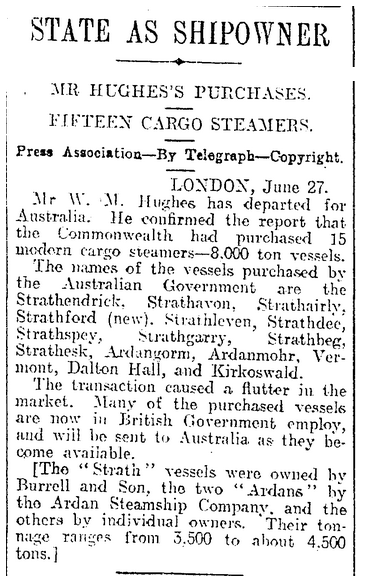 STATE AS SHIPOWNER
MR HUGHES'S PURCHASES.
FIFTEEN CARGO STEAMERS.
Press Association—By Telegraph—Copyright.
LONDON, June 27.
Mr W. M. Hughes has departed for
Australia. He confirmed the report that
the Commonwealth had purchased 15
modern cargo steamers—8,000 ton vessels.
The names of the vessels purchased by
the Australian Government are the
Strathendrick, Strathavon, Strathairly,
Strathford (new). Strathleven, Strathdee,
Strathspey, Strathgarry, Strathbeg,
Strathesk, Ardangorm, Ardanmohr, Ver-
mont, Dalton Hall, and Kirkoswald.
The transaction caused a flutter in the
market. Many of the purchased vessels
are now in British Government employ,
and will be sent to Australia as they be-
come available.
[The "Strath" vessels were owned by
Burrell and Son, the two "Ardans" by
the Ardan Steamship Company, and the
others by individual owners. Their ton-
nage ranges from 3,500 to about 4,500
tons.]